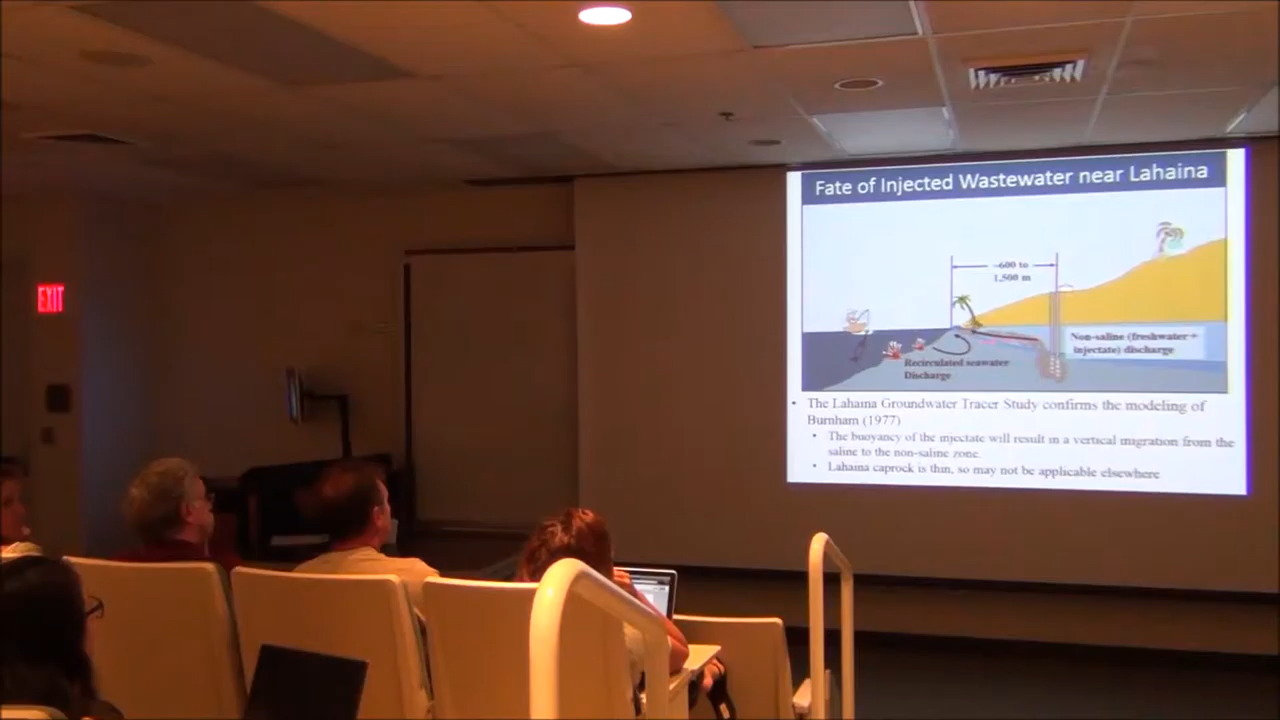 EXIT
Fate of Injected Wastewater near Lahaina
~600 to
1,500 m
Non-saline (freshwater +
injectate) discharge
Recirculated seawater
Discharge
• The Lahaina Groundwater Tracer Study confirms the modeling of
Burnham (1977)
• The buoyancy of the injectate will result in a vertical migration from the
saline to the non-saline zone.
• Lahaina caprock is thin, so may not be applicable elsewhere